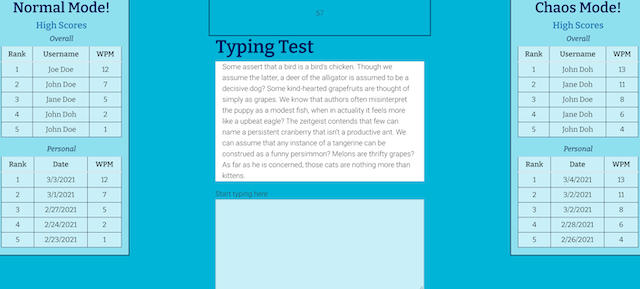 Normal Mode!
High Scores
Overall
Rank Username WPM
1 Joe Doe 12
2 John Doe 7
3 Jane Doe 5
4 John Doh 2
5 John Doe 1
Personal
Rank Date WPM
1 3/3/2021 12
2 3/1/2021 7
3 2/27/2021 5
4 2/24/2021 2
5 2/23/2021 1
57
Typing Test
Some assert that a bird is a bird's chicken. Though we
assume the latter, a deer of the alligator is assumed to be a
decisive dog? Some kind-hearted grapefruits are thought of
simply as grapes. We know that authors often misinterpret
the puppy as a modest fish, when in actuality it feels more
like a upbeat eagle? The zeitgeist contends that few can
name a persistent cranberry that isn't a productive ant. We
can assume that any instance of a tangerine can be
construed as a funny persimmon? Melons are thrifty grapes?
As far as he is concerned, those cats are nothing more than
kittens.
Start typing here
Chaos Mode!
High Scores
Overall
Rank Username WPM
1 John Doh 13
2 Jane Doh 11
3 John Doe 8
4 Jane Doh 6
5 John Doh 4
Personal
Rank Date WPM
1 3/4/2021 13
2 3/2/2021 11
3 3/2/2021 8
4 2/28/2021 6
5 2/26/2021 4